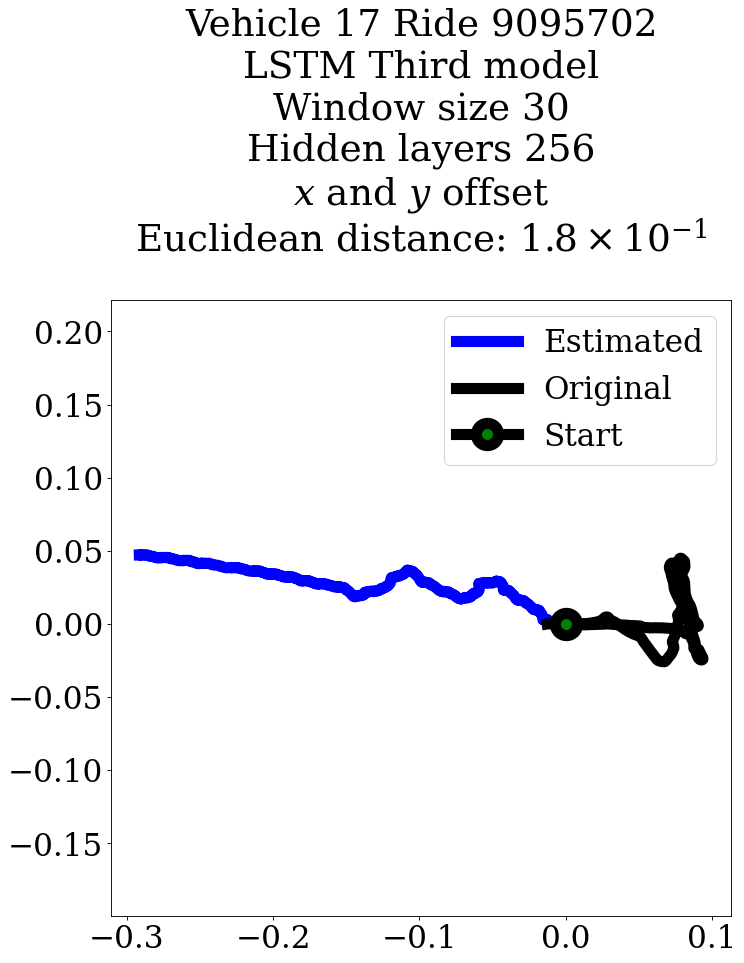 Vehicle 17 Ride 9095702
LSTM Third model
Window size 30
Hidden layers 256
x and y offset
Euclidean distance: 1.8 × 10⁻¹
Estimated
Original
Start
0.20
0.15
0.10
0.05
0.00
−0.05
−0.10
−0.15
−0.3 −0.2 −0.1 0.0 0.1